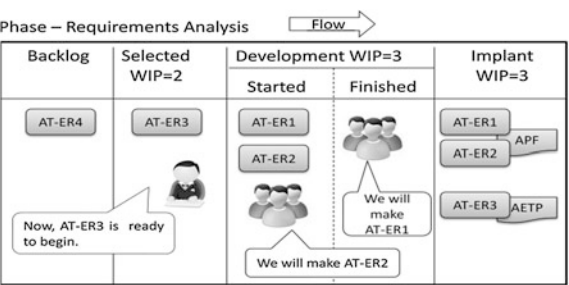 Phase – Requirements Analysis
Flow
Backlog
Selected
WIP=2
Development WIP=3
Started
Finished
Implant
WIP=3
AT-ER4
AT-ER3
AT-ER1
AT-ER2
AT-ER1
AT-ER2
APF
AT-ER3
AETP
Now, AT-ER3 is ready
to begin.
We will make AT-ER2
We will
make
AT-ER1